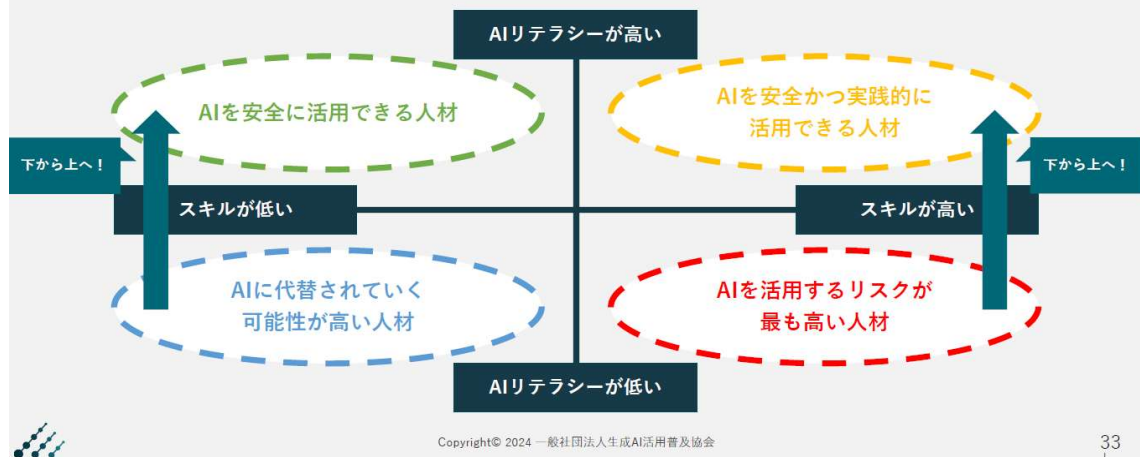 AIリテラシーが高い
AIを安全に活用できる人材
AIを安全かつ実践的に
活用できる人材
下から上へ！
下から上へ！
スキルが低い
スキルが高い
AIに代替されていく
可能性が高い人材
AIを活用するリスクが
最も高い人材
AIリテラシーが低い
Copyright© 2024 一般社団法人生成AI活用普及協会
33